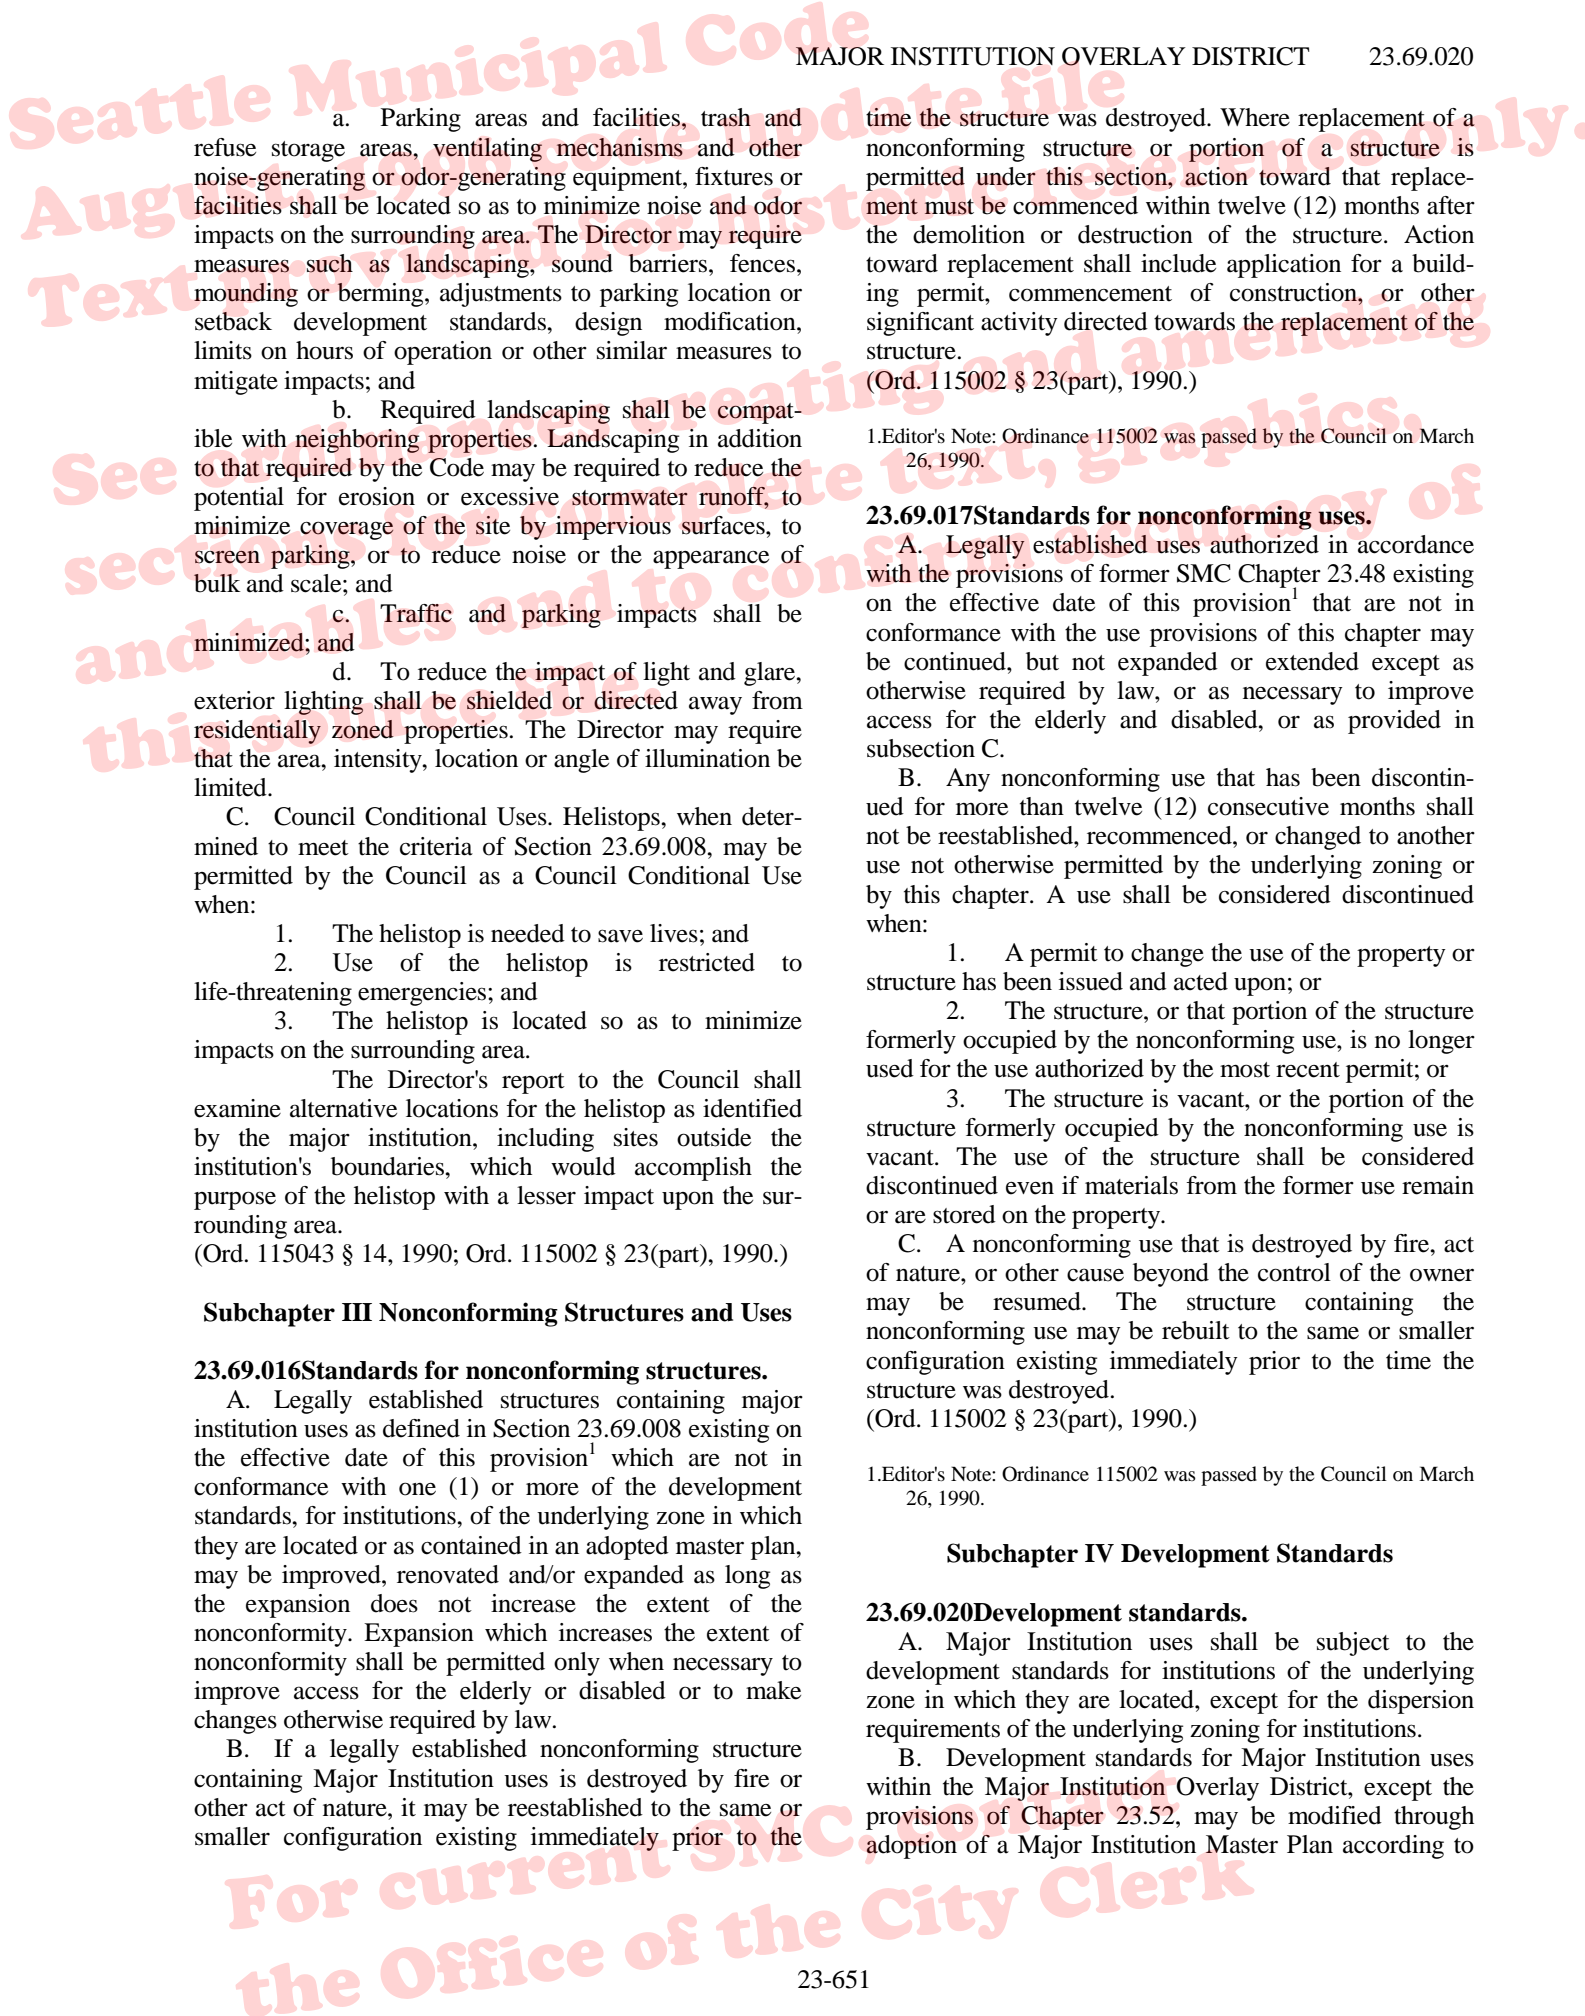 MAJOR INSTITUTION OVERLAY DISTRICT 23.69.020
a. Parking areas and facilities, trash and
refuse storage areas, ventilating mechanisms and other
noise-generating or odor-generating equipment, fixtures or
facilities shall be located so as to minimize noise and odor
impacts on the surrounding area. The Director may require
measures such as landscaping, sound barriers, fences,
mounding or berming, adjustments to parking location or
setback development standards, design modification,
limits on hours of operation or other similar measures to
mitigate impacts; and
b. Required landscaping shall be compat-
ible with neighboring properties. Landscaping in addition
to that required by the Code may be required to reduce the
potential for erosion or excessive stormwater runoff, to
minimize coverage of the site by impervious surfaces, to
screen parking, or to reduce noise or the appearance of
bulk and scale; and
c. Traffic and parking impacts shall be
minimized; and
d. To reduce the impact of light and glare,
exterior lighting shall be shielded or directed away from
residentially zoned properties. The Director may require
that the area, intensity, location or angle of illumination be
limited.
C. Council Conditional Uses. Helistops, when deter-
mined to meet the criteria of Section 23.69.008, may be
permitted by the Council as a Council Conditional Use
when:
1. The helistop is needed to save lives; and
2. Use of the helistop is restricted to
life-threatening emergencies; and
3. The helistop is located so as to minimize
impacts on the surrounding area.
The Director's report to the Council shall
examine alternative locations for the helistop as identified
by the major institution, including sites outside the
institution's boundaries, which would accomplish the
purpose of the helistop with a lesser impact upon the sur-
rounding area.
(Ord. 115043 § 14, 1990; Ord. 115002 § 23(part), 1990.)
Subchapter III Nonconforming Structures and Uses
23.69.016Standards for nonconforming structures.
A. Legally established structures containing major
institution uses as defined in Section 23.69.008 existing on
the effective date of this provision1 which are not in
conformance with one (1) or more of the development
standards, for institutions, of the underlying zone in which
they are located or as contained in an adopted master plan,
may be improved, renovated and/or expanded as long as
the expansion does not increase the extent of the
nonconformity. Expansion which increases the extent of
nonconformity shall be permitted only when necessary to
improve access for the elderly or disabled or to make
changes otherwise required by law.
B. If a legally established nonconforming structure
containing Major Institution uses is destroyed by fire or
other act of nature, it may be reestablished to the same or
smaller configuration existing immediately prior to the
time the structure was destroyed. Where replacement of a
nonconforming structure or portion of a structure is
permitted under this section, action toward that replace-
ment must be commenced within twelve (12) months after
the demolition or destruction of the structure. Action
toward replacement shall include application for a build-
ing permit, commencement of construction, or other
significant activity directed towards the replacement of the
structure.
(Ord. 115002 § 23(part), 1990.)
1.Editor's Note: Ordinance 115002 was passed by the Council on March
26, 1990.
23.69.017Standards for nonconforming uses.
A. Legally established uses authorized in accordance
with the provisions of former SMC Chapter 23.48 existing
on the effective date of this provision1 that are not in
conformance with the use provisions of this chapter may
be continued, but not expanded or extended except as
otherwise required by law, or as necessary to improve
access for the elderly and disabled, or as provided in
subsection C.
B. Any nonconforming use that has been discontin-
ued for more than twelve (12) consecutive months shall
not be reestablished, recommenced, or changed to another
use not otherwise permitted by the underlying zoning or
by this chapter. A use shall be considered discontinued
when:
1. A permit to change the use of the property or
structure has been issued and acted upon; or
2. The structure, or that portion of the structure
formerly occupied by the nonconforming use, is no longer
used for the use authorized by the most recent permit; or
3. The structure is vacant, or the portion of the
structure formerly occupied by the nonconforming use is
vacant. The use of the structure shall be considered
discontinued even if materials from the former use remain
or are stored on the property.
C. A nonconforming use that is destroyed by fire, act
of nature, or other cause beyond the control of the owner
may be resumed. The structure containing the
nonconforming use may be rebuilt to the same or smaller
configuration existing immediately prior to the time the
structure was destroyed.
(Ord. 115002 § 23(part), 1990.)
1.Editor's Note: Ordinance 115002 was passed by the Council on March
26, 1990.
Subchapter IV Development Standards
23.69.020Development standards.
A. Major Institution uses shall be subject to the
development standards for institutions of the underlying
zone in which they are located, except for the dispersion
requirements of the underlying zoning for institutions.
B. Development standards for Major Institution uses
within the Major Institution Overlay District, except the
provisions of Chapter 23.52, may be modified through
adoption of a Major Institution Master Plan according to
23-651
Seattle Municipal Code
August, 1996 code update file
Text provided for historic reference only.
See ordinances creating and amending
sections for complete text, graphics,
and tables and to confirm accuracy of
this source file.
For current SMC, contact
the Office of the City Clerk